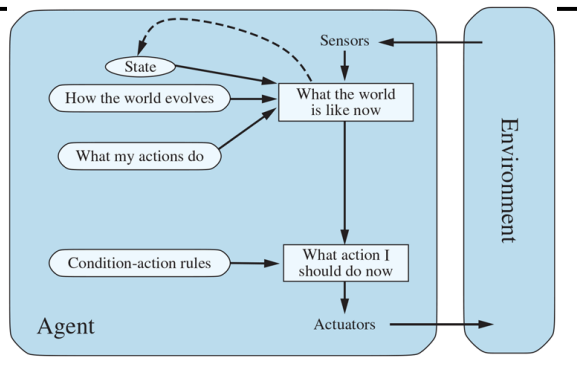 Sensors
State
How the world evolves
What the world
is like now
What my actions do
Environment
Condition-action rules
What action I
should do now
Agent
Actuators